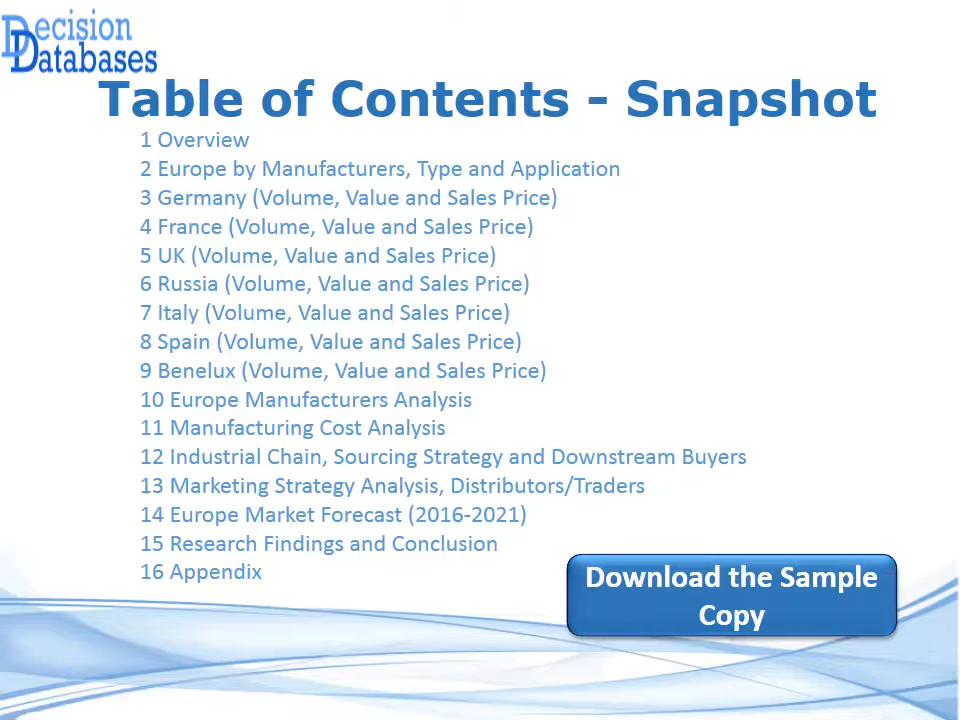 Decision
Databases
Table of Contents - Snapshot
1 Overview
2 Europe by Manufacturers, Type and Application
3 Germany (Volume, Value and Sales Price)
4 France (Volume, Value and Sales Price)
5 UK (Volume, Value and Sales Price)
6 Russia (Volume, Value and Sales Price)
7 Italy (Volume, Value and Sales Price)
8 Spain (Volume, Value and Sales Price)
9 Benelux (Volume, Value and Sales Price)
10 Europe Manufacturers Analysis
11 Manufacturing Cost Analysis
12 Industrial Chain, Sourcing Strategy and Downstream Buyers
13 Marketing Strategy Analysis, Distributors/Traders
14 Europe Market Forecast (2016-2021)
15 Research Findings and Conclusion
16 Appendix
Download the Sample
Copy